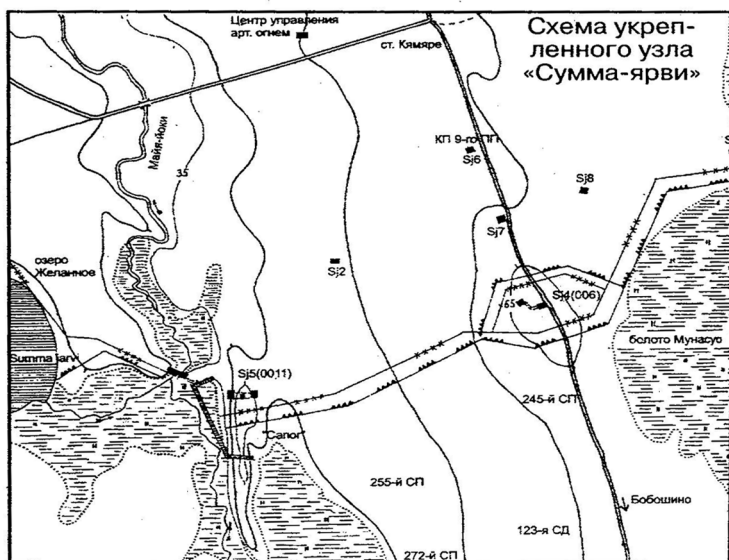 Центр управления
арт. огнем
ст. Кямяре
Схема укреп-
ленного узла
«Сумма-ярви»
Майя-йоки
35
КП 9-го ПП
Sj6
Sj8
Sj7
озеро
Желанное
Sj2
65
Sj4(006)
болото Мунасуо
Summa jarvi
Sj5(0011)
"Сапог"
245-й СП
255-й СП
Бобошино
123-я СД
272-й СП